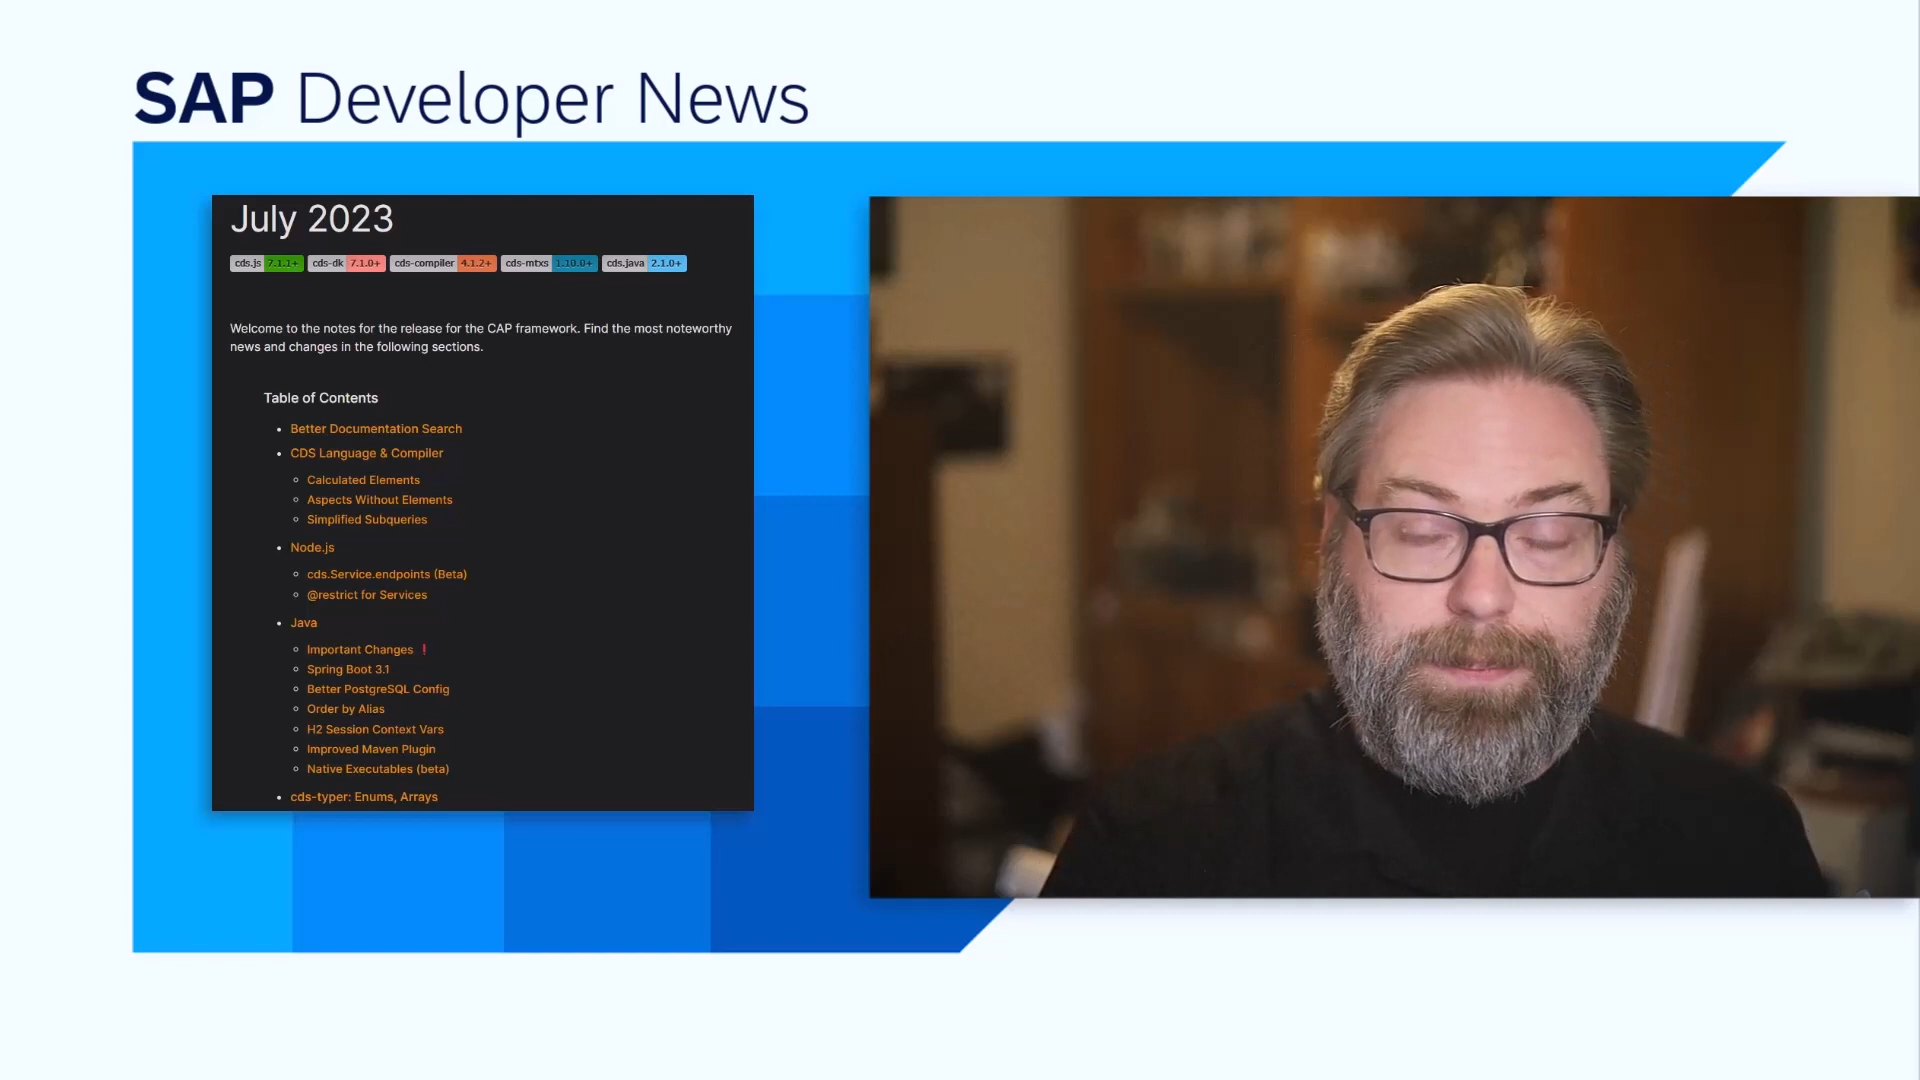 SAP Developer News
July 2023
cds.js 7.1.1+ cds-dk 7.1.0+ cds-compiler 4.1.2+ cds-mtxs 1.10.0+ cds.java 2.1.0+
Welcome to the notes for the release for the CAP framework. Find the most noteworthy
news and changes in the following sections.
Table of Contents
Better Documentation Search
CDS Language & Compiler
Calculated Elements
Aspects Without Elements
Simplified Subqueries
Node.js
cds.Service.endpoints (Beta)
@restrict for Services
Java
Important Changes ❗
Spring Boot 3.1
Better PostgreSQL Config
Order by Alias
H2 Session Context Vars
Improved Maven Plugin
Native Executables (beta)
cds-typer: Enums, Arrays